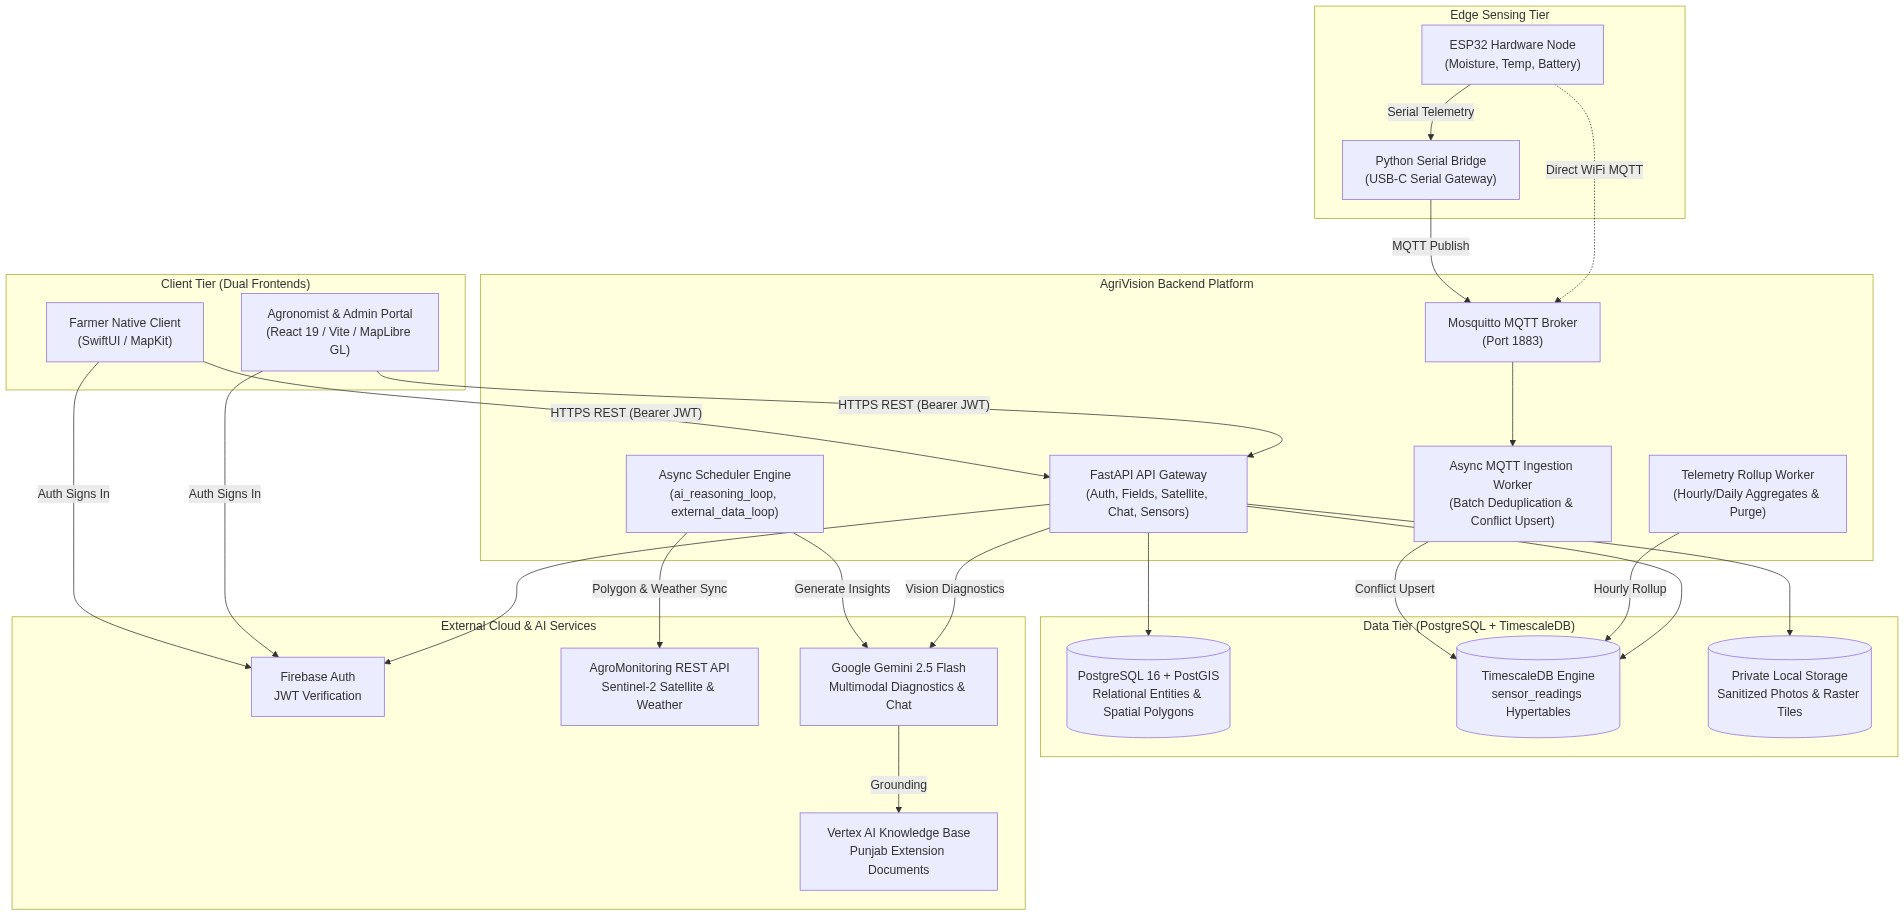 Edge Sensing Tier
ESP32 Hardware Node
(Moisture, Temp, Battery)
Serial Telemetry
Direct WiFi MQTT
Python Serial Bridge
(USB-C Serial Gateway)
MQTT Publish
Client Tier (Dual Frontends)
Farmer Native Client
(SwiftUI / MapKit)
Agronomist & Admin Portal
(React 19 / Vite / MapLibre
GL)
AgriVision Backend Platform
Mosquitto MQTT Broker
(Port 1883)
HTTPS REST (Bearer JWT)
HTTPS REST (Bearer JWT)
Auth Signs In
Auth Signs In
Async Scheduler Engine
(ai_reasoning_loop,
external_data_loop)
FastAPI API Gateway
(Auth, Fields, Satellite,
Chat, Sensors)
Async MQTT Ingestion
Worker
(Batch Deduplication &
Conflict Upsert)
Telemetry Rollup Worker
(Hourly/Daily Aggregates &
Purge)
Polygon & Weather Sync
Generate Insights
Vision Diagnostics
Conflict Upsert
Hourly Rollup
External Cloud & AI Services
Firebase Auth
JWT Verification
AgroMonitoring REST API
Sentinel-2 Satellite &
Weather
Google Gemini 2.5 Flash
Multimodal Diagnostics &
Chat
Grounding
Vertex AI Knowledge Base
Punjab Extension
Documents
Data Tier (PostgreSQL + TimescaleDB)
PostgreSQL 16 + PostGIS
Relational Entities &
Spatial Polygons
TimescaleDB Engine
sensor_readings
Hypertables
Private Local Storage
Sanitized Photos & Raster
Tiles